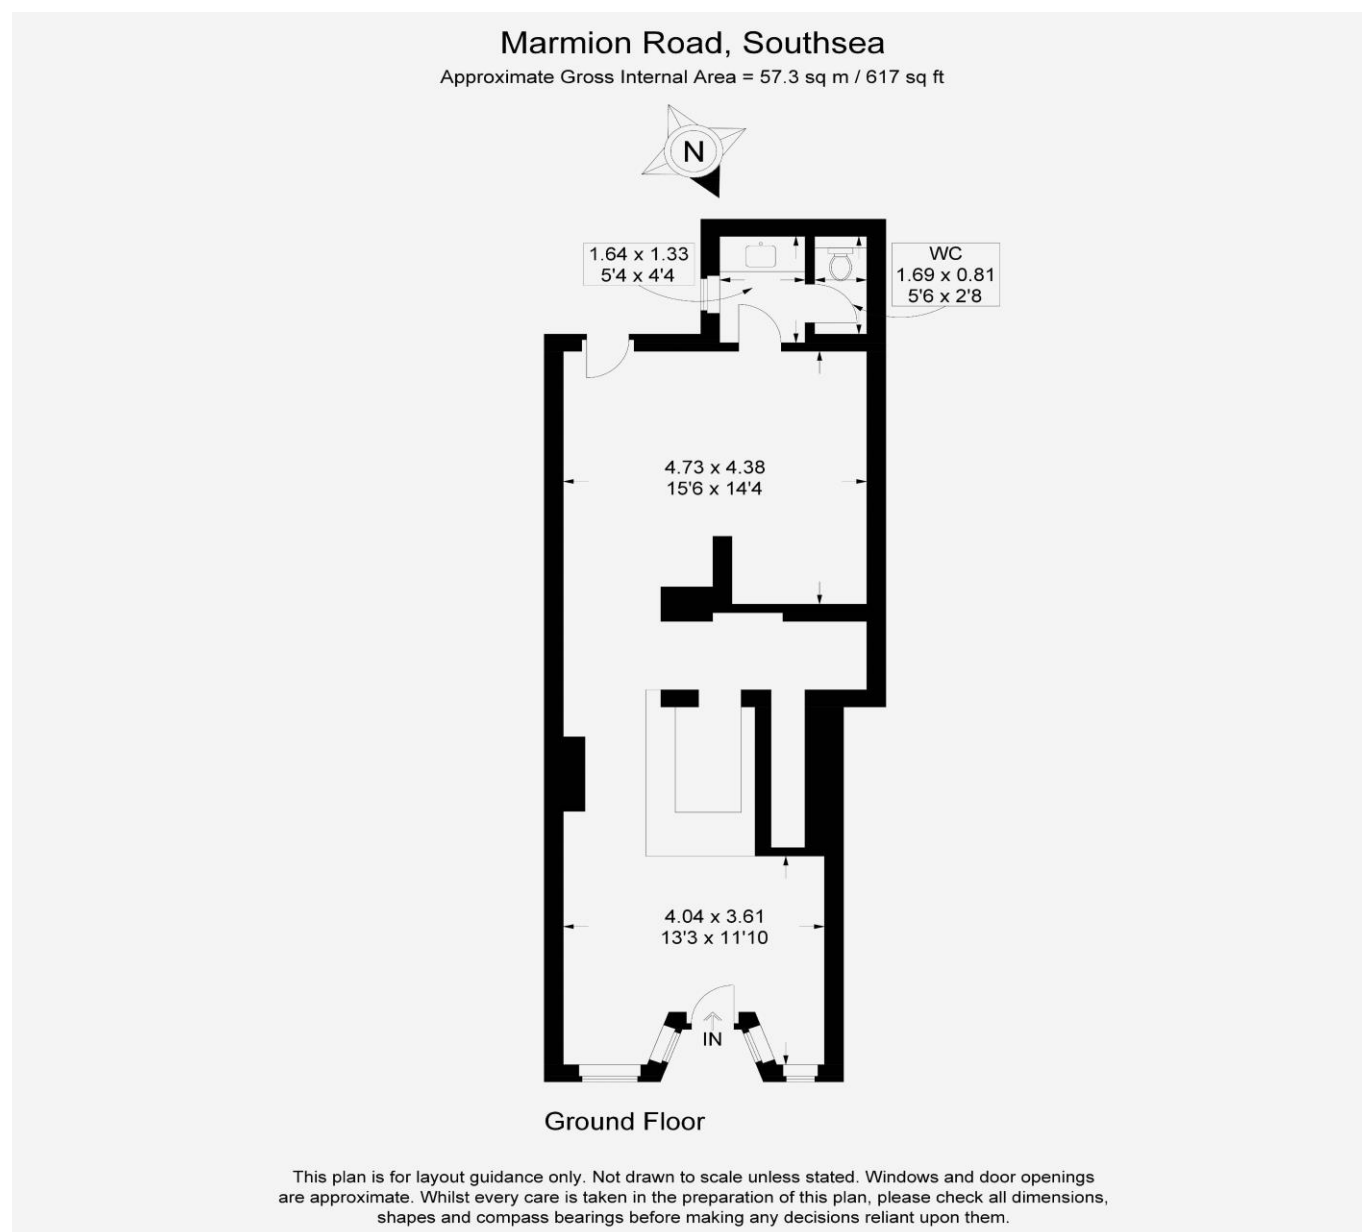 Marmion Road, Southsea
Approximate Gross Internal Area = 57.3 sq m / 617 sq ft
N
1.64 x 1.33
5'4 x 4'4
WC
1.69 x 0.81
5'6 x 2'8
4.73 x 4.38
15'6 x 14'4
4.04 x 3.61
13'3 x 11'10
IN
Ground Floor
This plan is for layout guidance only. Not drawn to scale unless stated. Windows and door openings
are approximate. Whilst every care is taken in the preparation of this plan, please check all dimensions,
shapes and compass bearings before making any decisions reliant upon them.